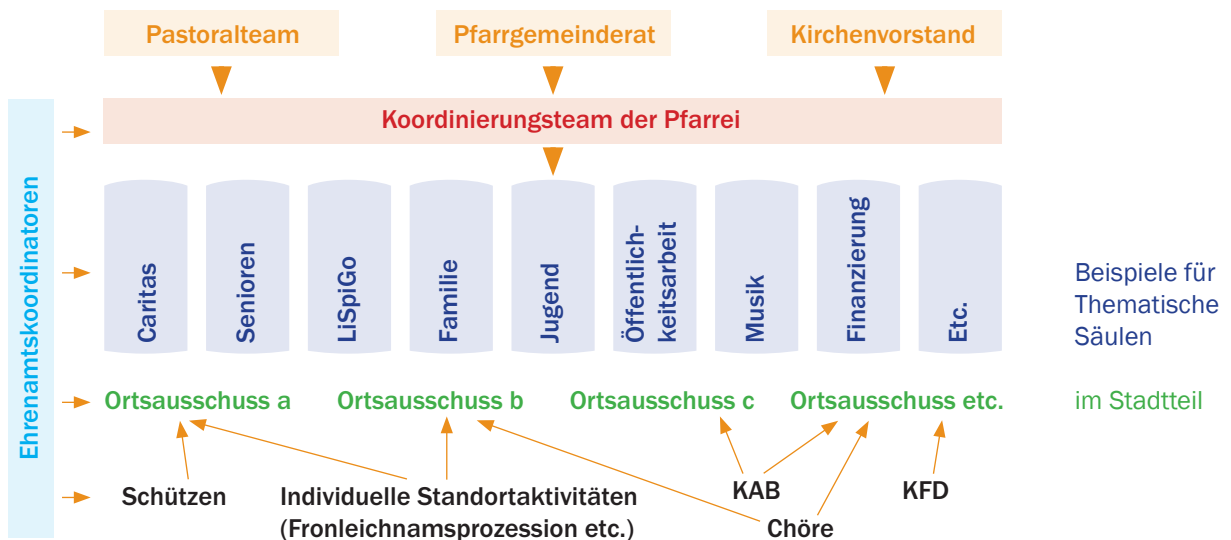 Pastoralteam
Pfarrgemeinderat
Kirchenvorstand
Koordinierungsteam der Pfarrei
Ehrenamtskoordinatoren
Caritas
Senioren
LiSpiGo
Familie
Jugend
Öffentlich-
keitsarbeit
Musik
Finanzierung
Etc.
Beispiele für
Thematische
Säulen
Ortsausschuss a
Ortsausschuss b
Ortsausschuss c
Ortsausschuss etc.
im Stadtteil
Schützen
Individuelle Standortaktivitäten
(Fronleichnamsprozession etc.)
KAB
Chöre
KFD